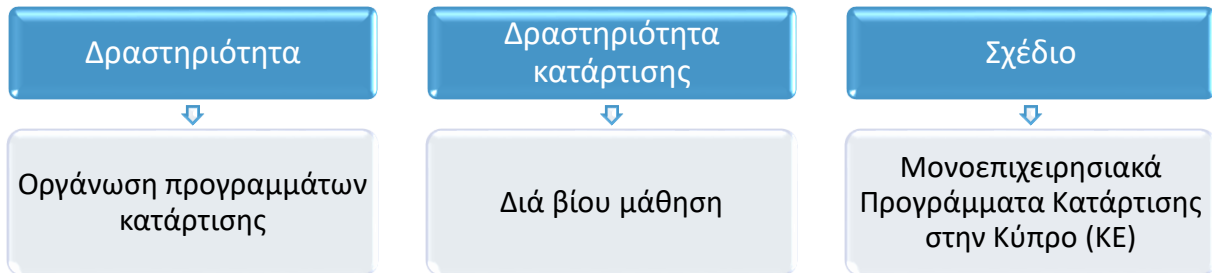 Δραστηριότητα
Οργάνωση προγραμμάτων
κατάρτισης
Δραστηριότητα
κατάρτισης
Διά βίου μάθηση
Σχέδιο
Μονοεπιχειρησιακά
Προγράμματα Κατάρτισης
στην Κύπρο (ΚΕ)